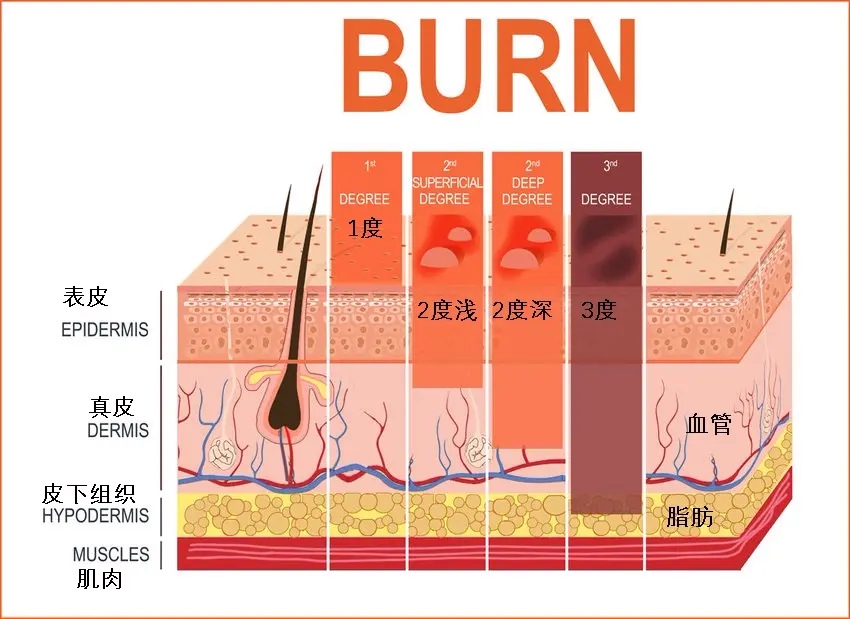 BURN
1st
DEGREE
1度
2nd
SUPERFICIAL
DEGREE
2度浅
2nd
DEEP
DEGREE
2度深
3nd
DEGREE
3度
表皮
EPIDERMIS
真皮
DERMIS
血管
皮下组织
HYPODERMIS
脂肪
MUSCLES
肌肉